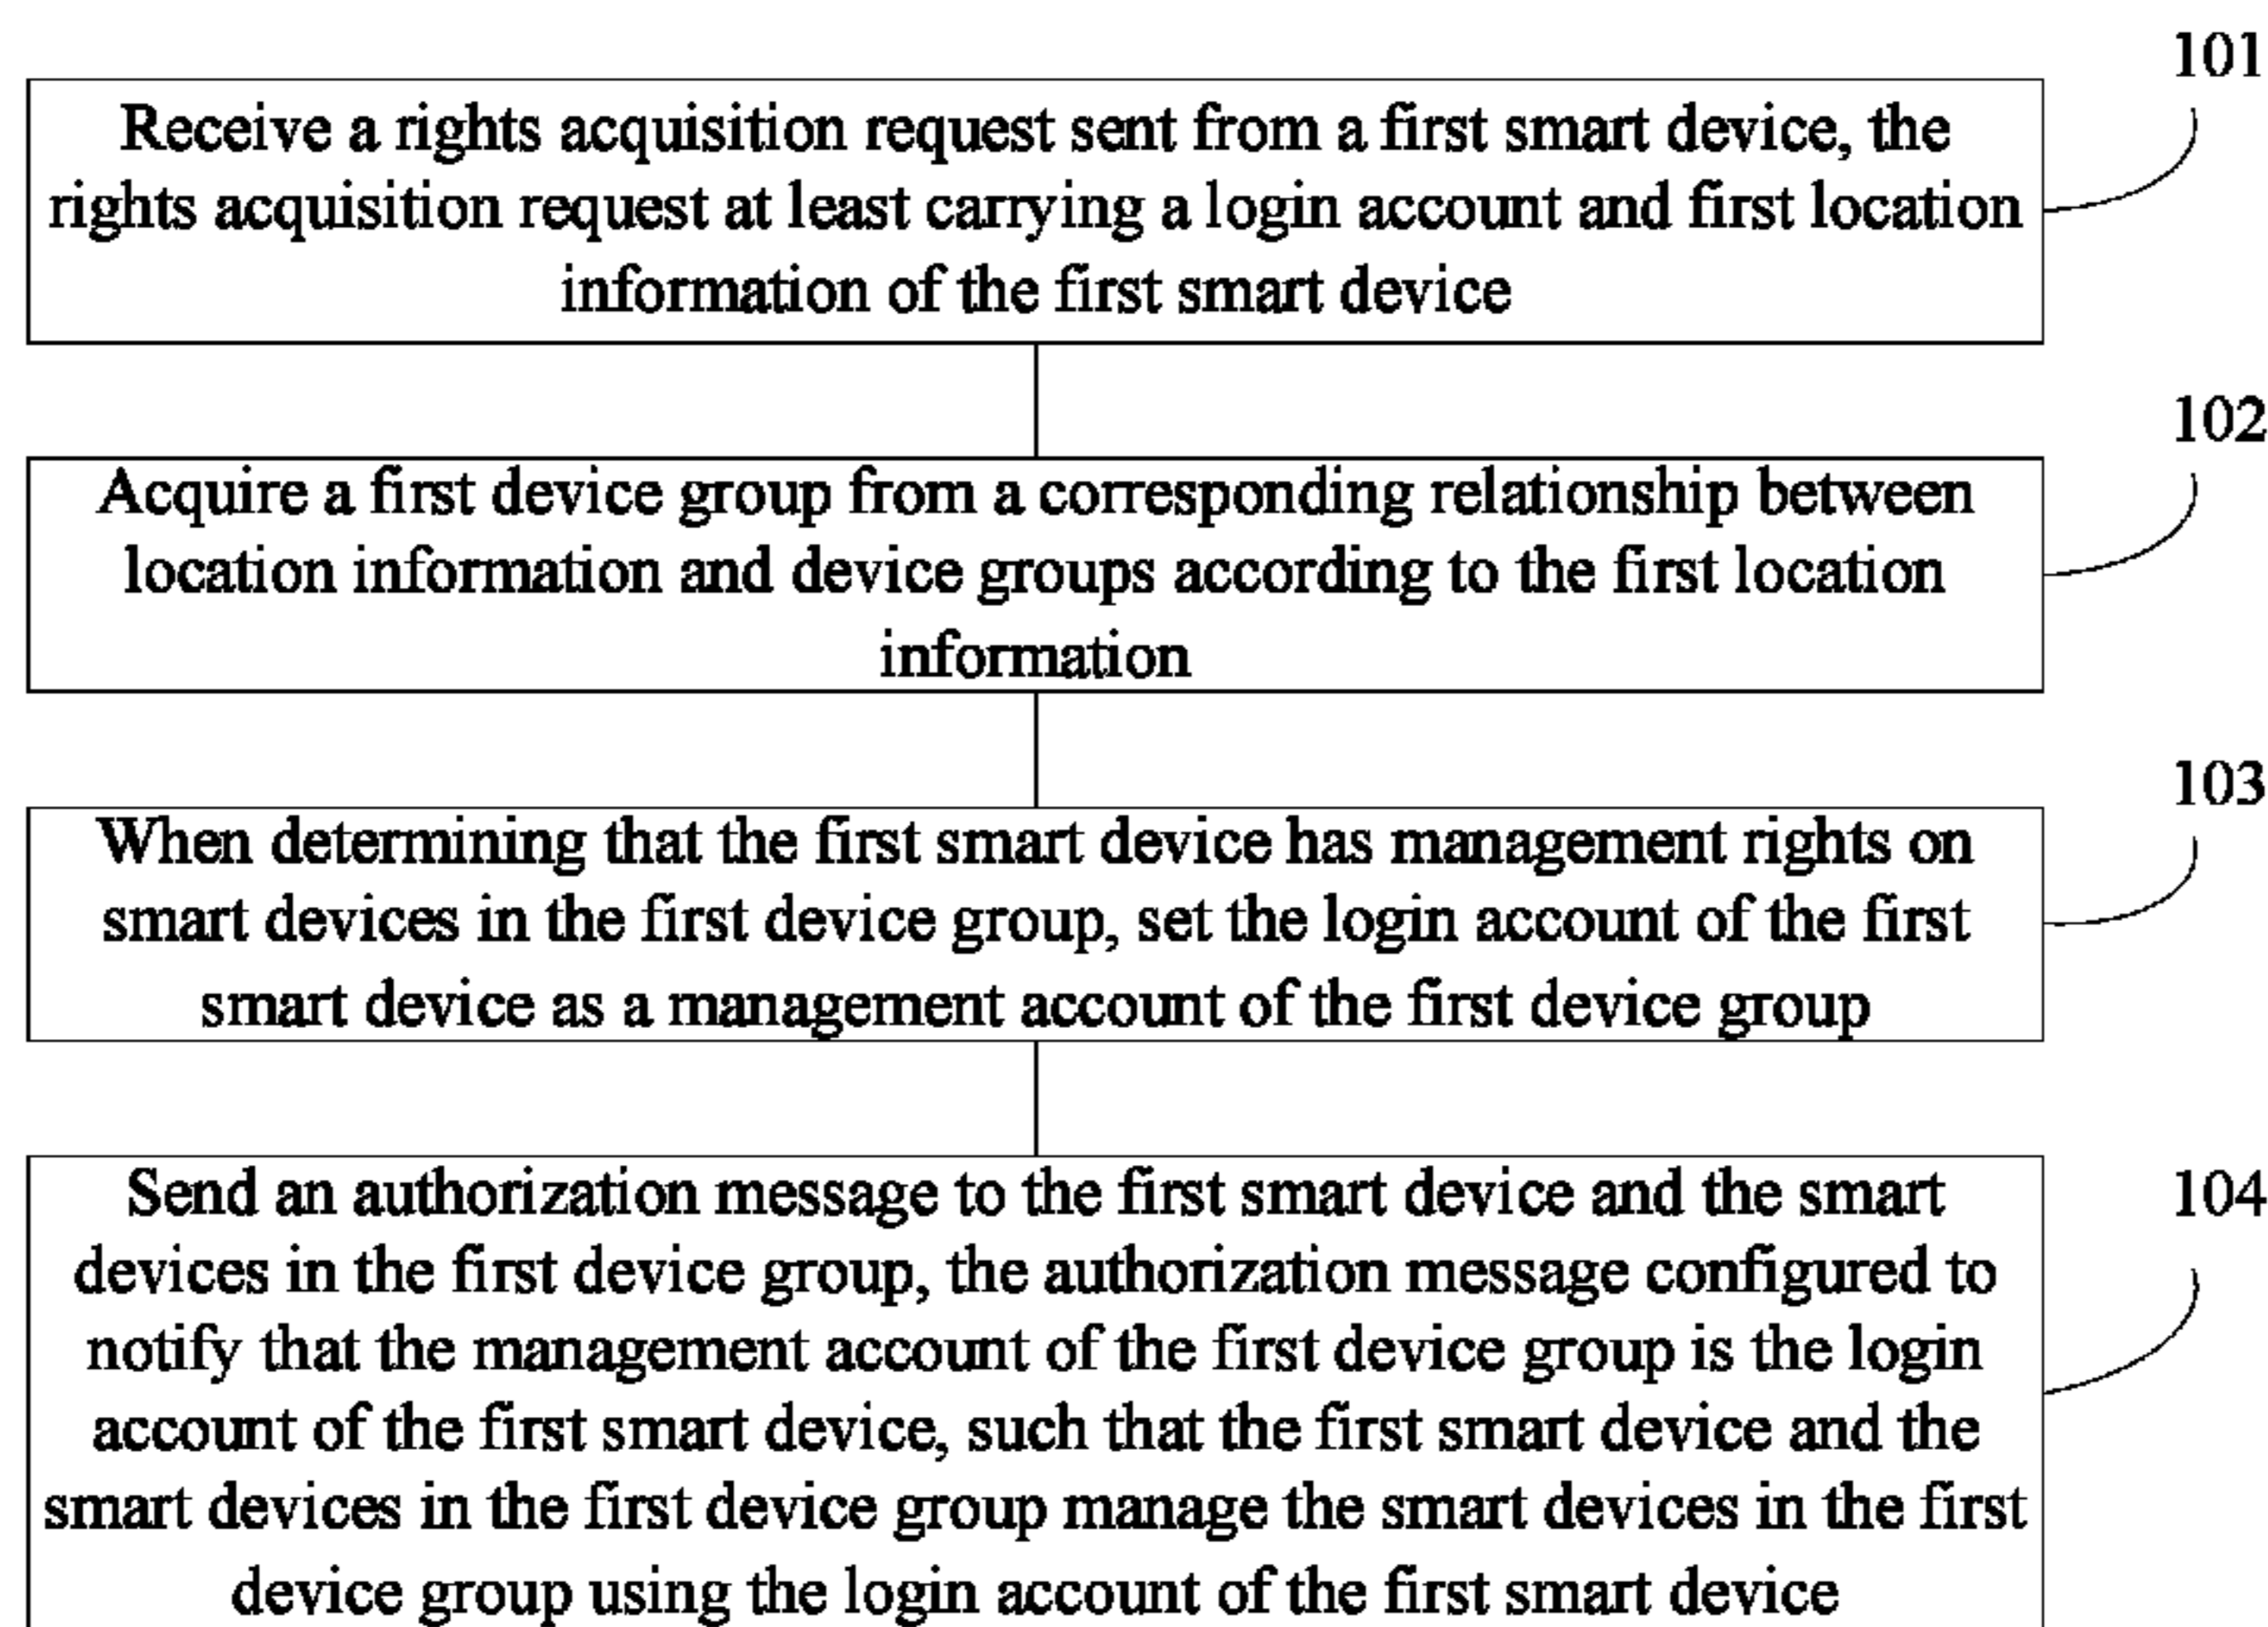 101
Receive a rights acquisition request sent from a first smart device, the
rights acquisition request at least carrying a login account and first location
information of the first smart device
102
Acquire a first device group from a corresponding relationship between
location information and device groups according to the first location
information
103
When determining that the first smart device has management rights on
smart devices in the first device group, set the login account of the first
smart device as a management account of the first device group
104
Send an authorization message to the first smart device and the smart
devices in the first device group, the authorization message configured to
notify that the management account of the first device group is the login
account of the first smart device, such that the first smart device and the
smart devices in the first device group manage the smart devices in the first
device group using the login account of the first smart device